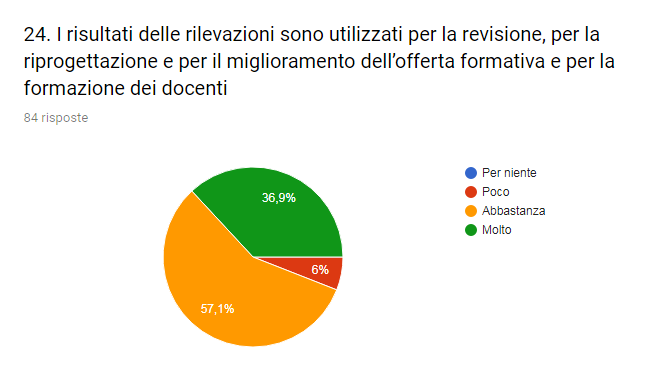 24. I risultati delle rilevazioni sono utilizzati per la revisione, per la
riprogettazione e per il miglioramento dell’offerta formativa e per la
formazione dei docenti
84 risposte
36,9%
6%
57,1%
Per niente
Poco
Abbastanza
Molto